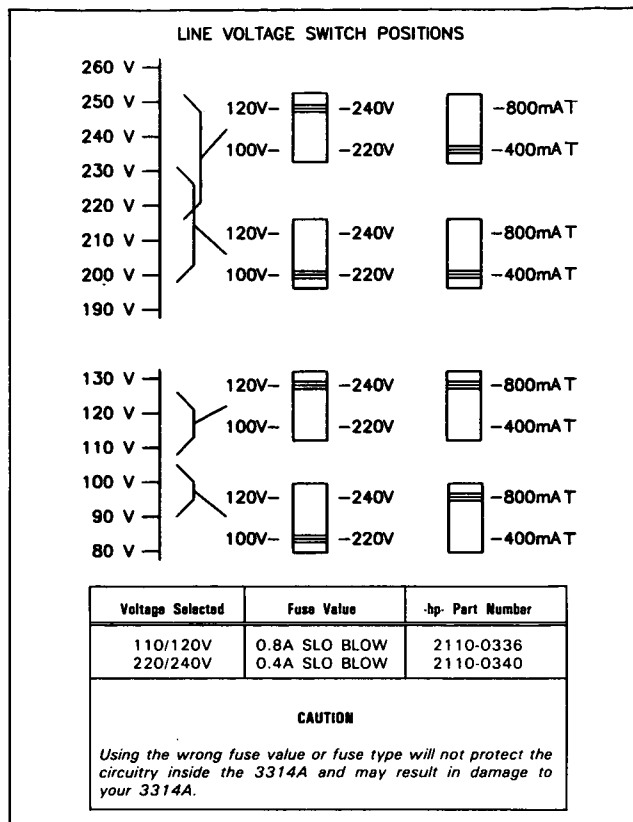 LINE VOLTAGE SWITCH POSITIONS
260 V
250 V
240 V
230 V
220 V
210 V
200 V
190 V
120V- -240V -800mAT
100V- -220V -400mAT
120V- -240V -800mAT
100V- -220V -400mAT
130 V
120 V
110 V
100 V
90 V
80 V
120V- -240V -800mAT
100V- -220V -400mAT
120V- -240V -800mAT
100V- -220V -400mAT
Voltage Selected Fuse Value -hp- Part Number
110/120V 0.8A SLO BLOW 2110-0336
220/240V 0.4A SLO BLOW 2110-0340
CAUTION
Using the wrong fuse value or fuse type will not protect the
circuitry inside the 3314A and may result in damage to
your 3314A.